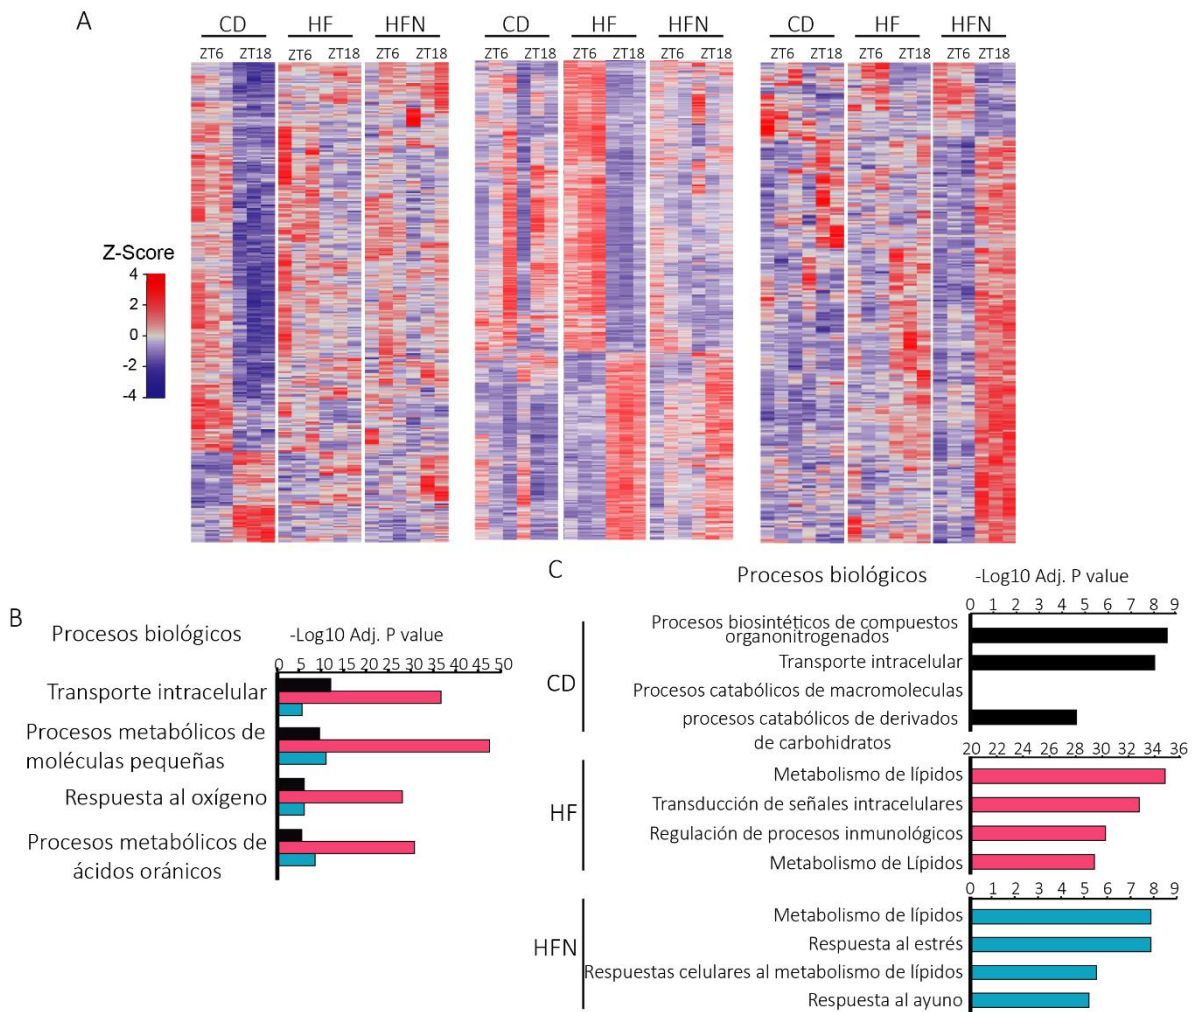 A
CD HF HFN CD HF HFN CD HF HFN
ZT6 ZT18 ZT6 ZT18 ZT6 ZT18 ZT6 ZT18 ZT6 ZT18 ZT6 ZT18 ZT6 ZT18 ZT6 ZT18 ZT6 ZT18
Z-Score
4
2
0
-2
-4
B
Procesos biológicos -Log10 Adj. P value
0 5 10 15 20 25 30 35 40 45 50
Transporte intracelular
Procesos metabólicos de
moléculas pequeñas
Respuesta al oxígeno
Procesos metabólicos de
ácidos oránicos
C
Procesos biológicos -Log10 Adj. P value
0 1 2 3 4 5 6 7 8 9
CD
Procesos biosintéticos de compuestos
organonitrogenados
Transporte intracelular
Procesos catabólicos de macromoleculas
procesos catabólicos de derivados
de carbohidratos
20 22 24 26 28 30 32 34 36
HF
Metabolismo de lípidos
Transducción de señales intracelulares
Regulación de procesos inmunológicos
Metabolismo de Lípidos
0 1 2 3 4 5 6 7 8 9
HFN
Metabolismo de lípidos
Respuesta al estrés
Respuestas celulares al metabolismo de lípidos
Respuesta al ayuno